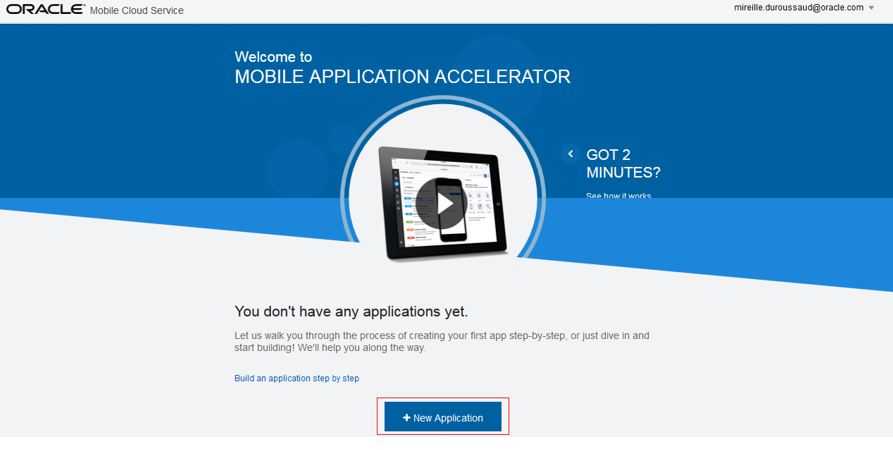 ORACLE Mobile Cloud Service
mireille.duroussaud@oracle.com
Welcome to
MOBILE APPLICATION ACCELERATOR
GOT 2
MINUTES?
See how it works
You don't have any applications yet.
Let us walk you through the process of creating your first app step-by-step, or just dive in and
start building! We'll help you along the way.
Build an application step by step
+ New Application